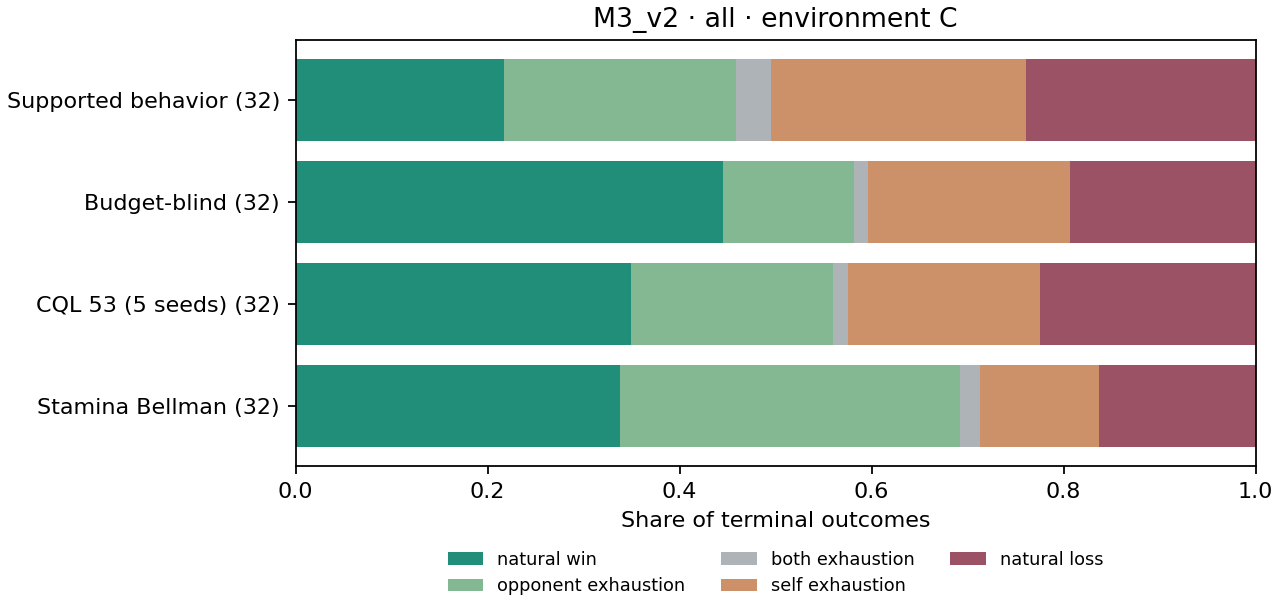 M3_v2 · all · environment C
Supported behavior (32)
Budget-blind (32)
CQL 53 (5 seeds) (32)
Stamina Bellman (32)
0.0 0.2 0.4 0.6 0.8 1.0
Share of terminal outcomes
natural win both exhaustion natural loss
opponent exhaustion self exhaustion